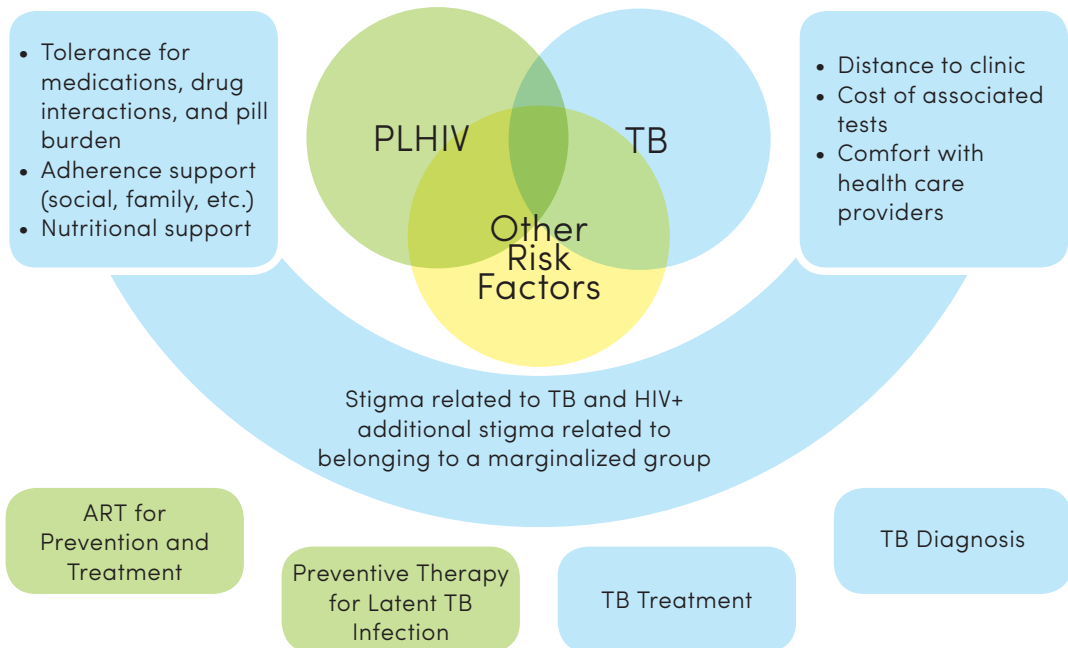 • Tolerance for
medications, drug
interactions, and pill
burden
• Adherence support
(social, family, etc.)
• Nutritional support
PLHIV
TB
Other
Risk
Factors
• Distance to clinic
• Cost of associated
tests
• Comfort with
health care
providers
Stigma related to TB and HIV+
additional stigma related to
belonging to a marginalized group
ART for
Prevention and
Treatment
Preventive Therapy
for Latent TB
Infection
TB Treatment
TB Diagnosis